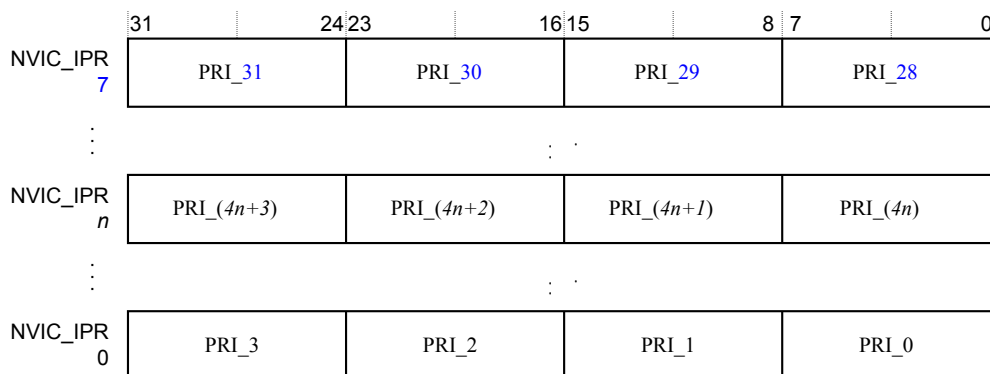 31 24 23 16 15 8 7 0
NVIC_IPR
7
PRI_31 PRI_30 PRI_29 PRI_28
NVIC_IPR
n
PRI_(4n+3) PRI_(4n+2) PRI_(4n+1) PRI_(4n)
NVIC_IPR
0
PRI_3 PRI_2 PRI_1 PRI_0